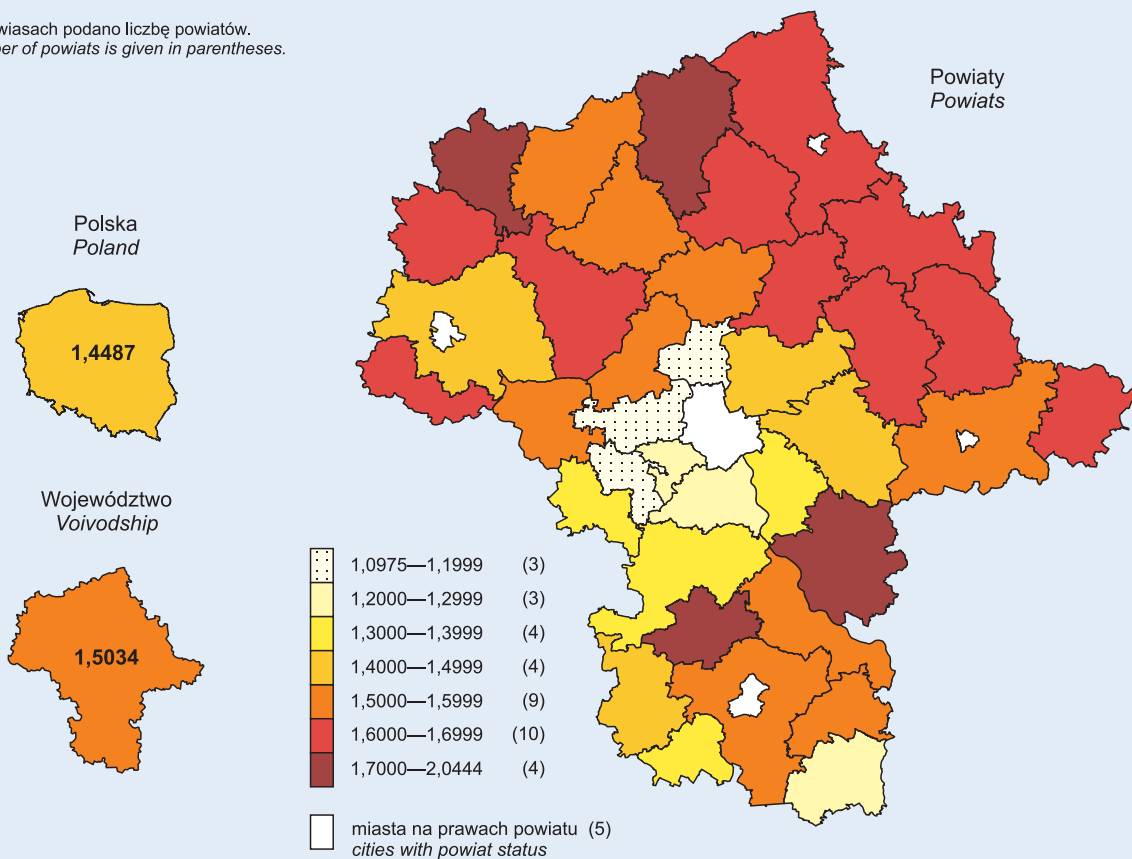 wiasach podano liczbę powiatów.
of powiats is given in parentheses.
Powiaty
Powiats
Polska
Poland
1,4487
Województwo
Voivodship
1,5034
1,0975—1,1999 (3)
1,2000—1,2999 (3)
1,3000—1,3999 (4)
1,4000—1,4999 (4)
1,5000—1,5999 (9)
1,6000—1,6999 (10)
1,7000—2,0444 (4)
miasta na prawach powiatu (5)
cities with powiat status